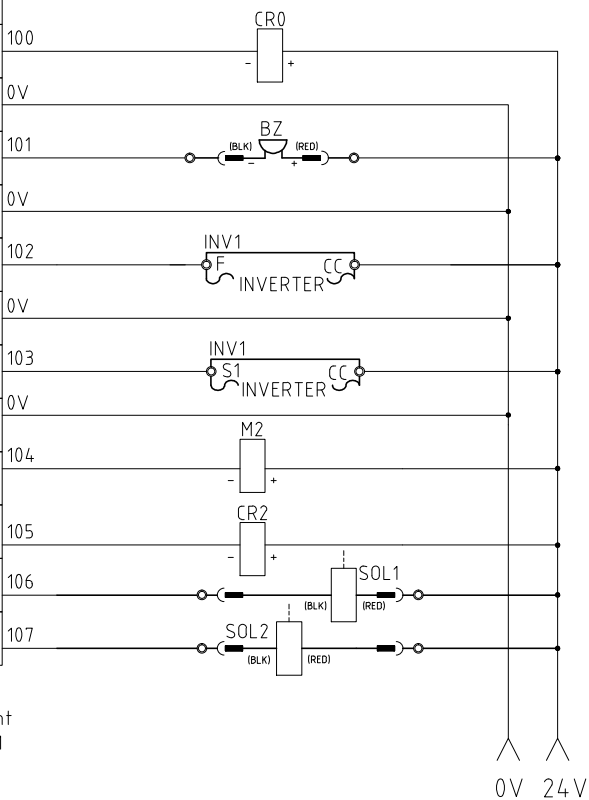 CR0
100
- +
0V
BZ
101
(BLK) (RED)
- +
0V
INV1
102
F CC
INVERTER
0V
INV1
103
S1 CC
INVERTER
0V
M2
104
- +
CR2
105
- +
106
SOL1
(BLK) (RED)
107
SOL2
(BLK) (RED)
0V 24V